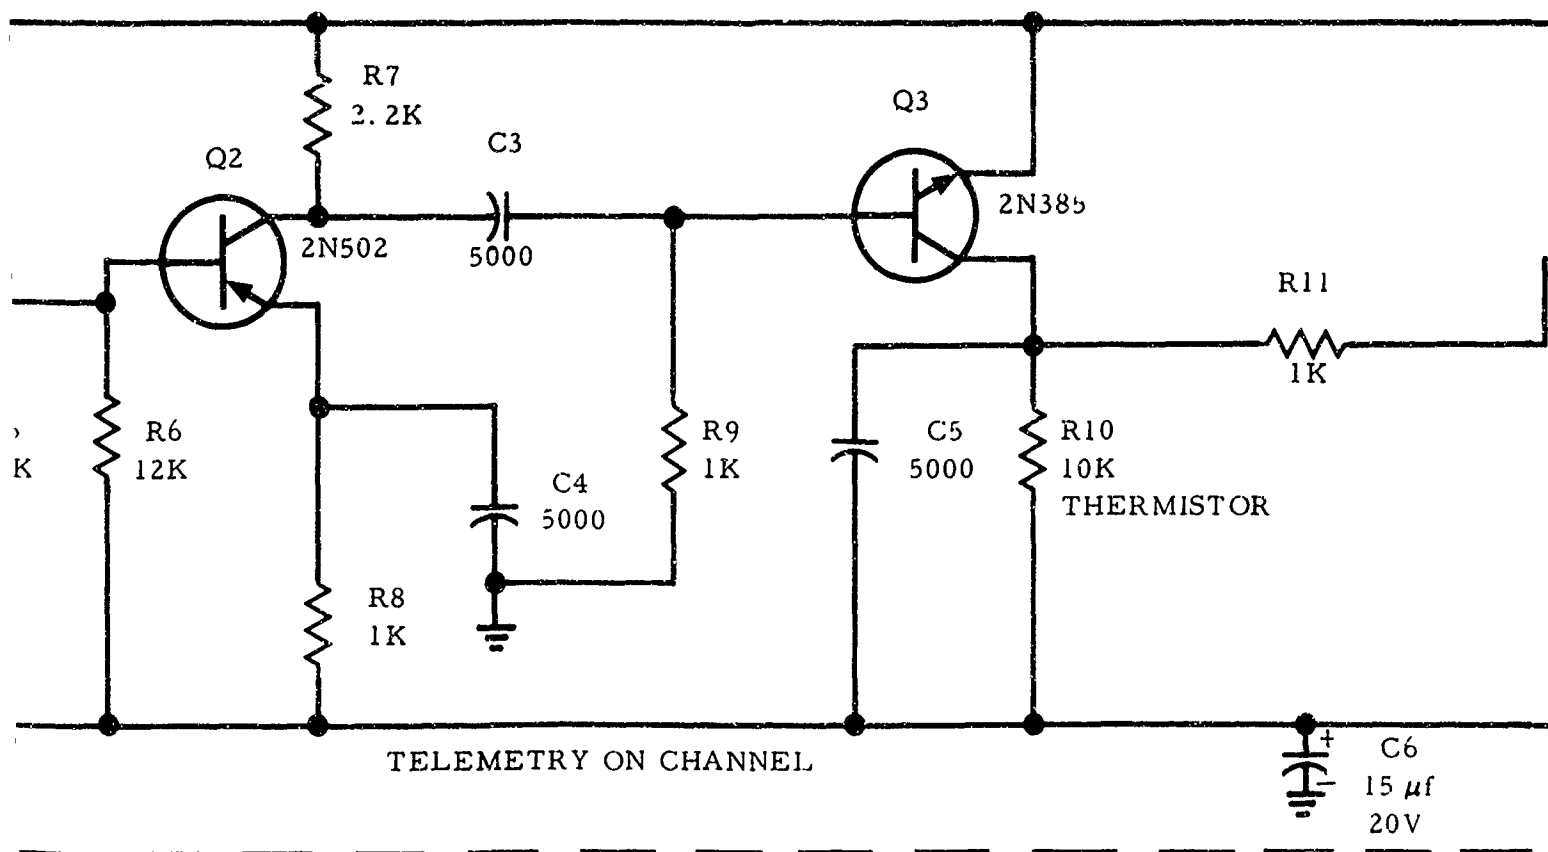 R7
2.2K
Q3
C3
Q2
2N385
2N502
5000
R11
1K
R6
12K
K
R9
1K
C5
5000
R10
10K
THERMISTOR
C4
5000
R8
1K
TELEMETRY ON CHANNEL
+
C6
15 μf
20V